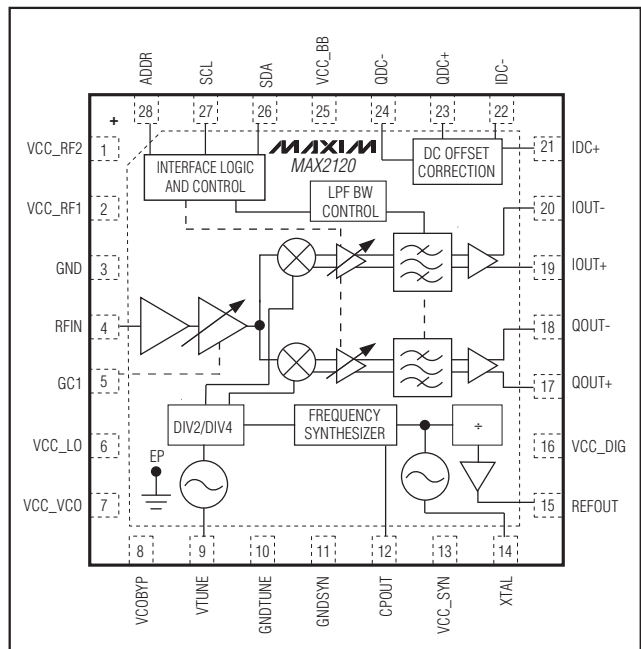 ADDR
SCL
SDA
VCC_BB
QDC-
QDC+
IDC-
+
28
27
26
25
24
23
22
VCC_RF2
1
VCC_RF1
2
GND
3
RFIN
4
GC1
5
VCC_LO
6
VCC_VCO
7
MAXIM
MAX2120
INTERFACE LOGIC
AND CONTROL
LPF BW
CONTROL
DC OFFSET
CORRECTION
DIV2/DIV4
FREQUENCY
SYNTHESIZER
÷
EP
21
IDC+
20
IOUT-
19
IOUT+
18
QOUT-
17
QOUT+
16
VCC_DIG
15
REFOUT
8
9
10
11
12
13
14
VCOBYP
VTUNE
GNDTUNE
GNDSYN
CPOUT
VCC_SYN
XTAL